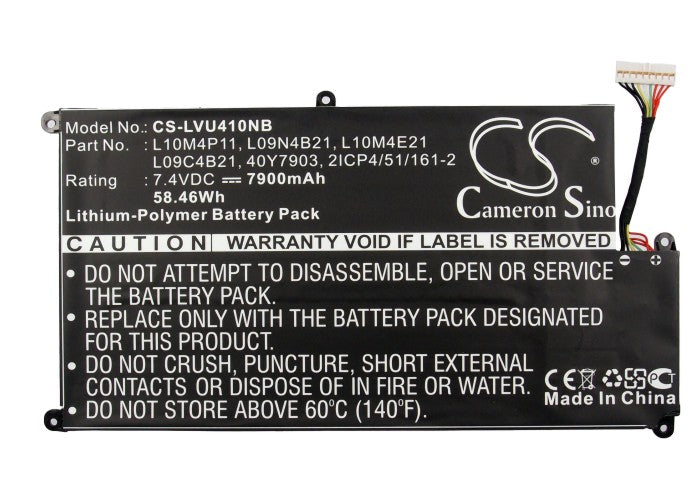 Model No.: CS-LVU410NB
Part No. : L10M4P11, L09N4B21, L10M4E21
L09C4B21, 40Y7903, 2ICP4/51/161-2
Rating : 7.4VDC ⎓ 7900mAh
58.46Wh
Lithium-Polymer Battery Pack
Cameron Sino
CAUTION WARRANTY VOID IF LABEL IS REMOVED
• DO NOT ATTEMPT TO DISASSEMBLE, OPEN OR SERVICE
THE BATTERY PACK.
• REPLACE ONLY WITH THE BATTERY PACK DESIGNATED
FOR THIS PRODUCT.
• DO NOT CRUSH, PUNCTURE, SHORT EXTERNAL
CONTACTS OR DISPOSE OF IN FIRE OR WATER.
• DO NOT STORE ABOVE 60°C (140°F).
CE
Made in China
- +